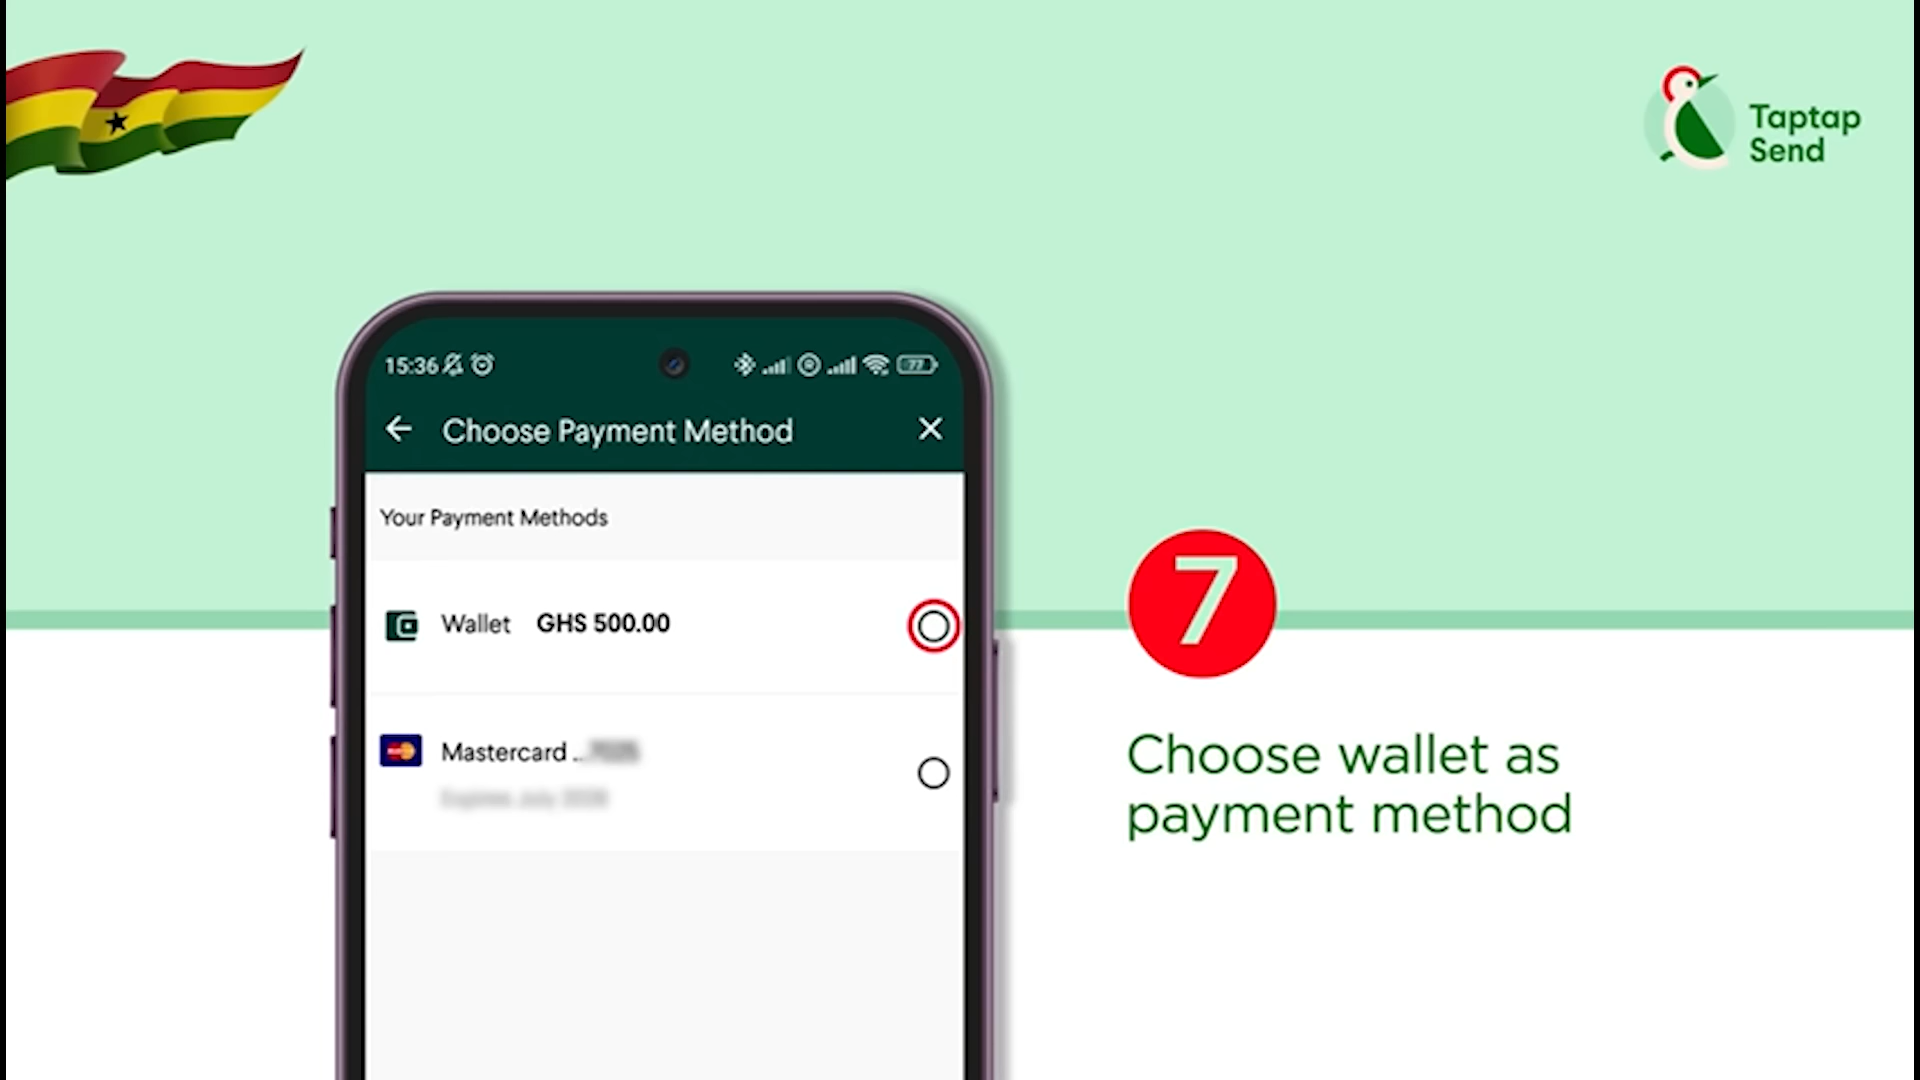 Taptap
Send
15:36
77
Choose Payment Method
Your Payment Methods
Wallet GHS 500.00
Mastercard ..
7
Choose wallet as
payment method